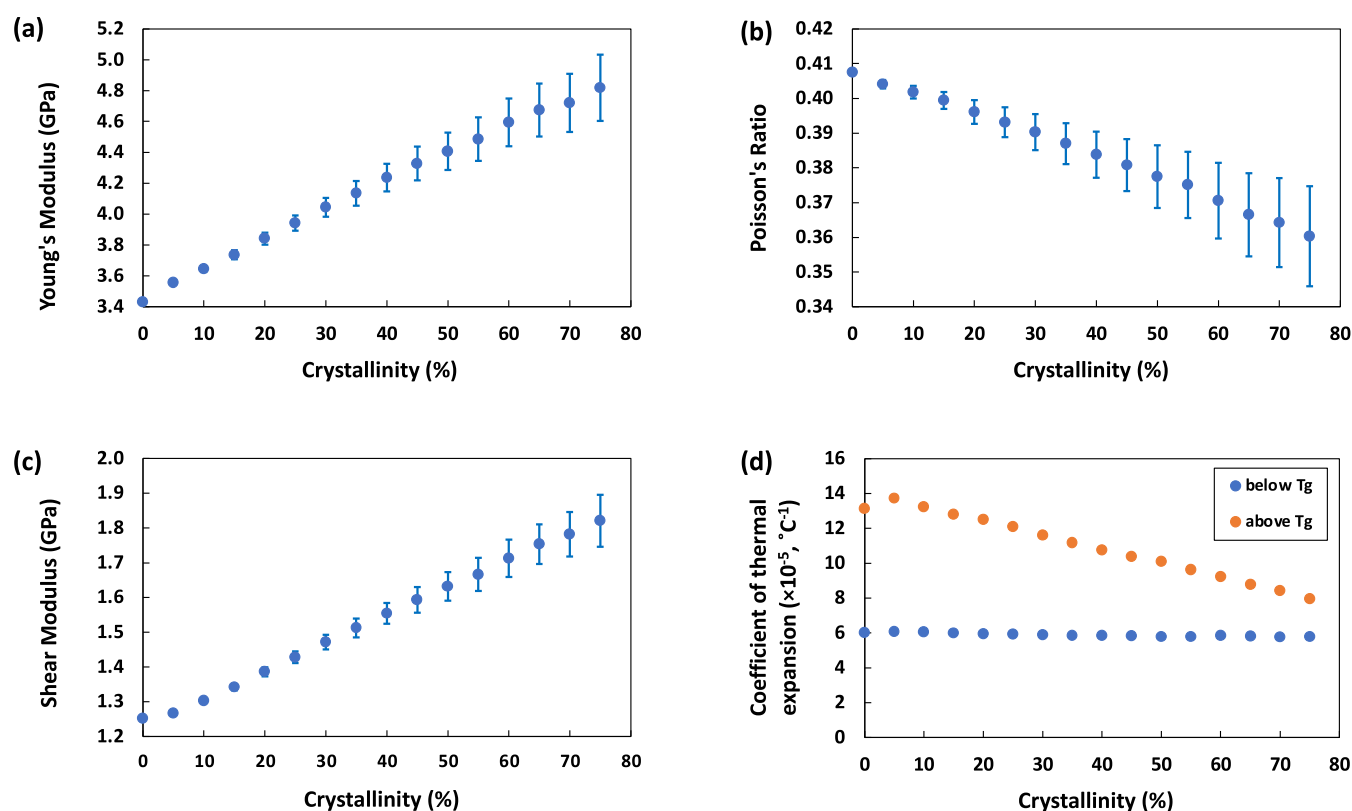 (a)
Young's Modulus (GPa)
5.2
5.0
4.8
4.6
4.4
4.2
4.0
3.8
3.6
3.4
0 10 20 30 40 50 60 70 80
Crystallinity (%)
(b)
Poisson's Ratio
0.42
0.41
0.40
0.39
0.38
0.37
0.36
0.35
0.34
0 10 20 30 40 50 60 70 80
Crystallinity (%)
(c)
Shear Modulus (GPa)
2.0
1.9
1.8
1.7
1.6
1.5
1.4
1.3
1.2
0 10 20 30 40 50 60 70 80
Crystallinity (%)
(d)
Coefficient of thermal
expansion (×10⁻⁵, °C⁻¹)
16
14
12
10
8
6
4
2
0
below Tg
above Tg
0 10 20 30 40 50 60 70 80
Crystallinity (%)